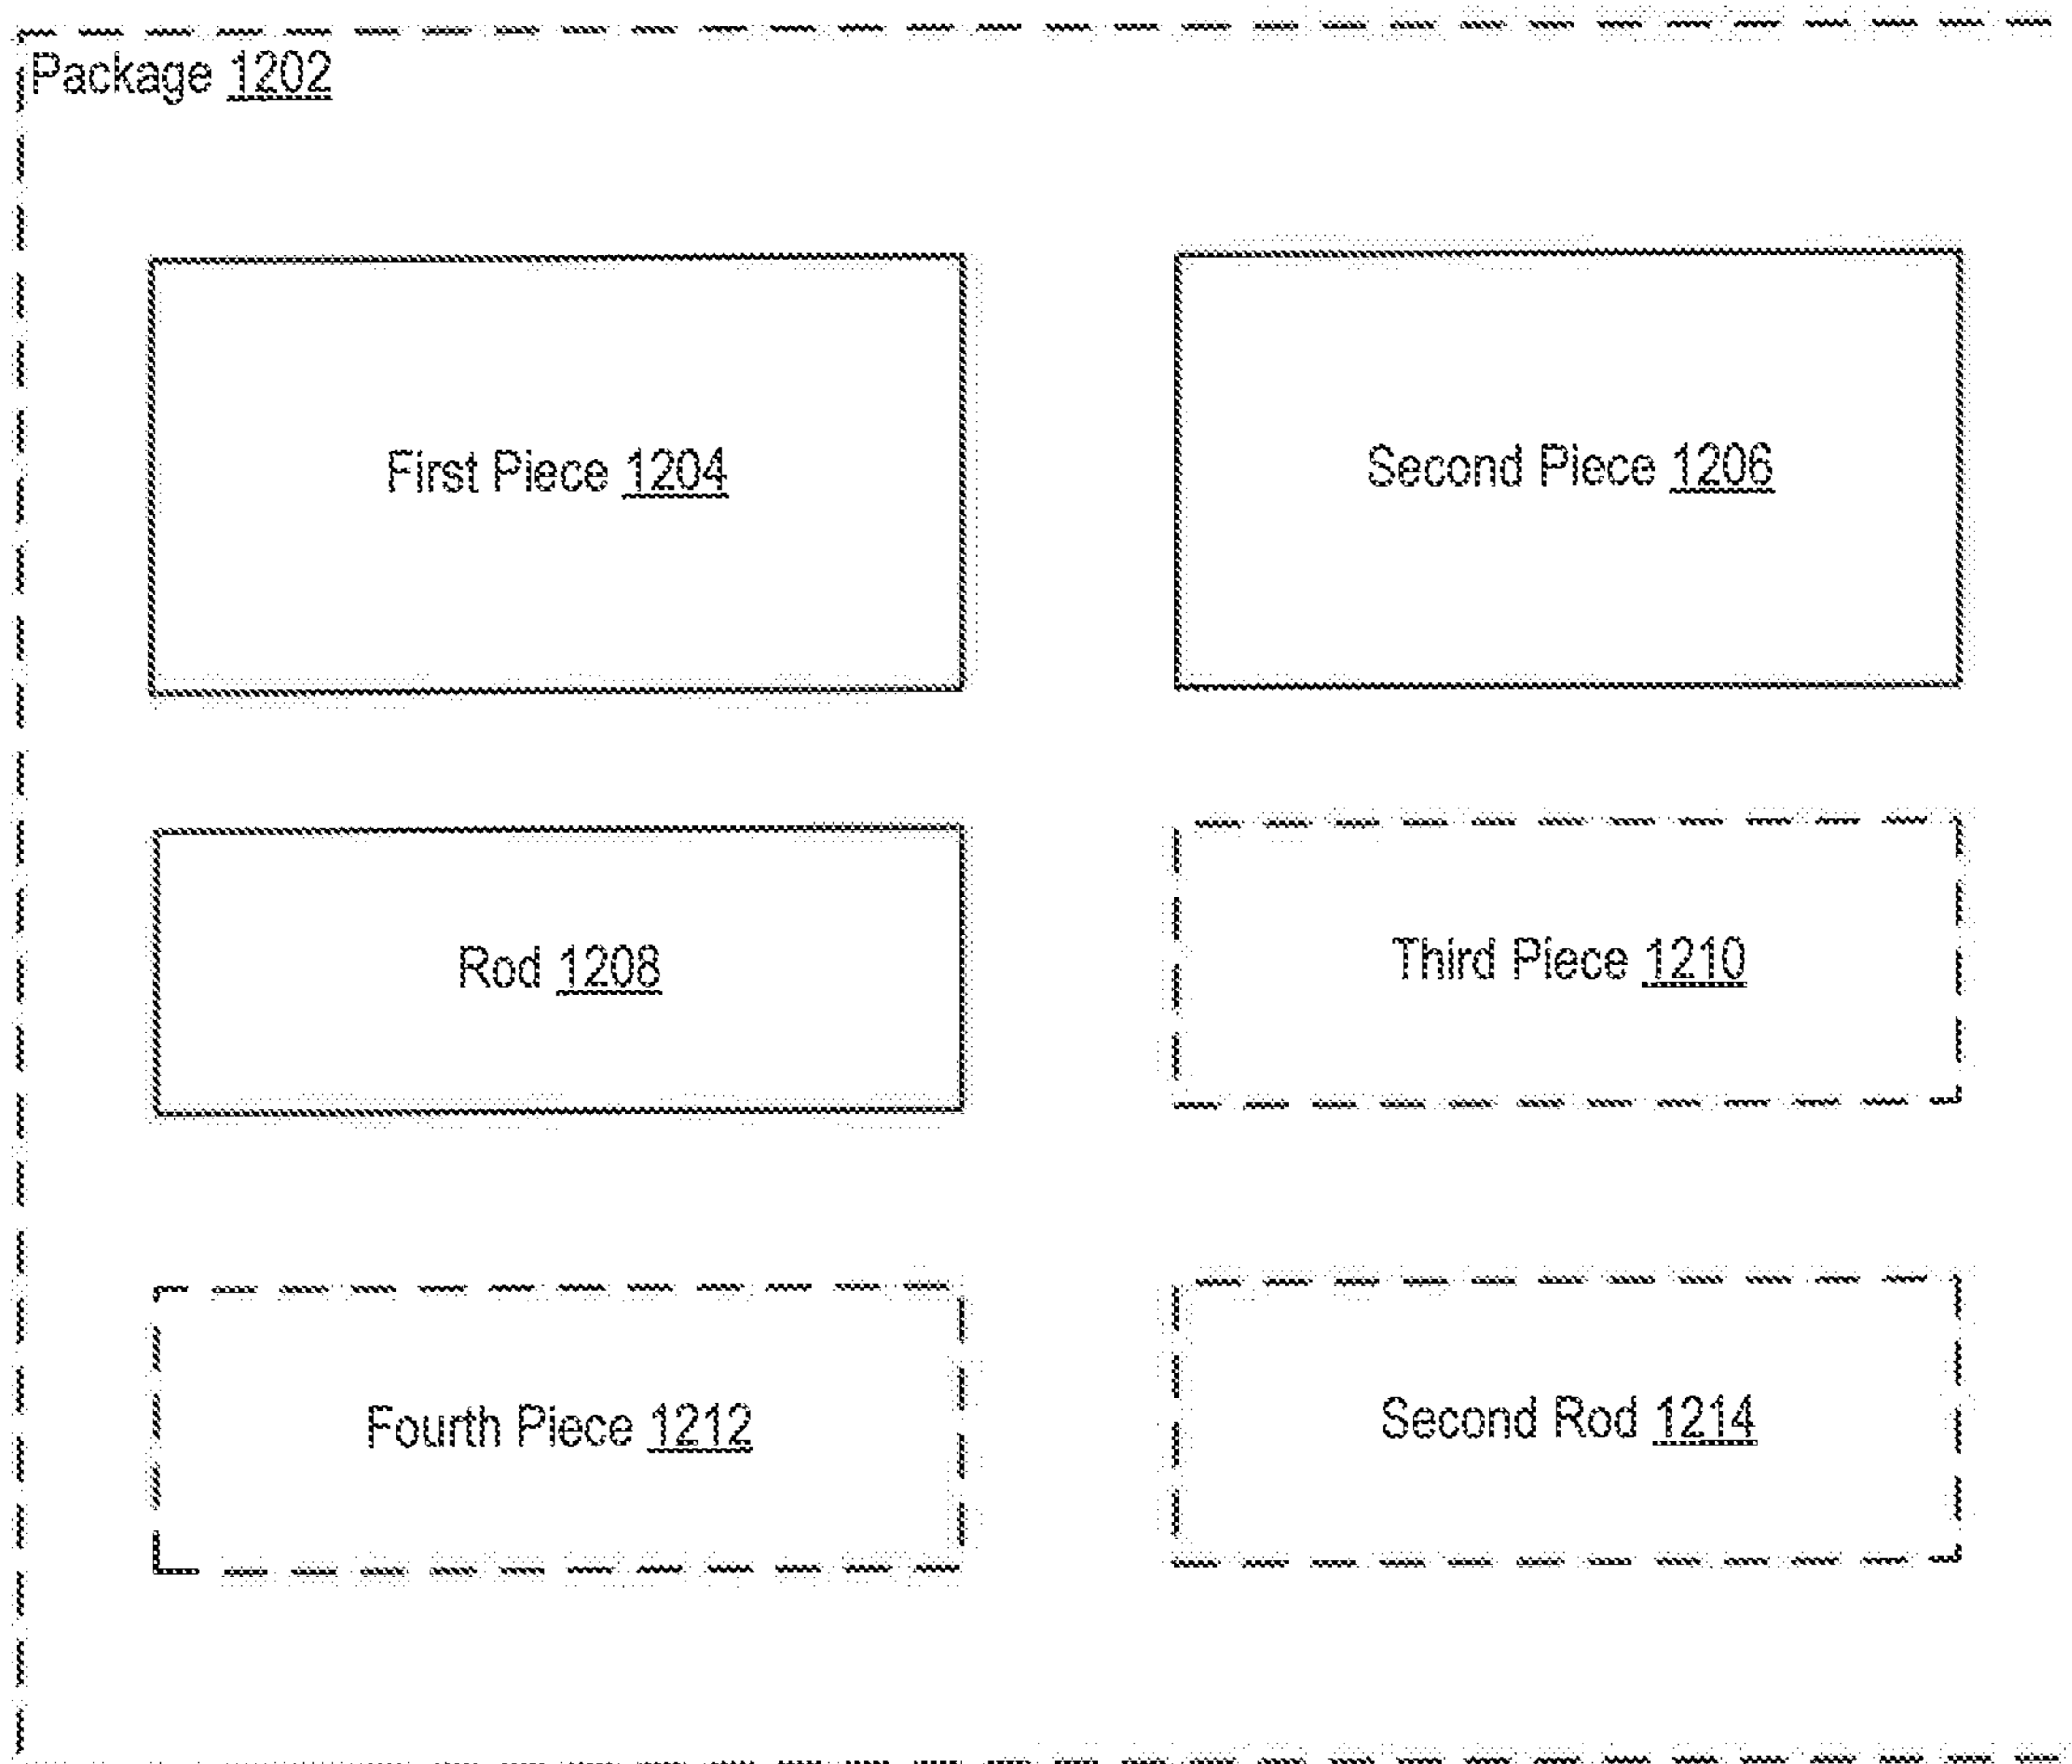 Package 1202
First Piece 1204
Second Piece 1206
Rod 1208
Third Piece 1210
Fourth Piece 1212
Second Rod 1214